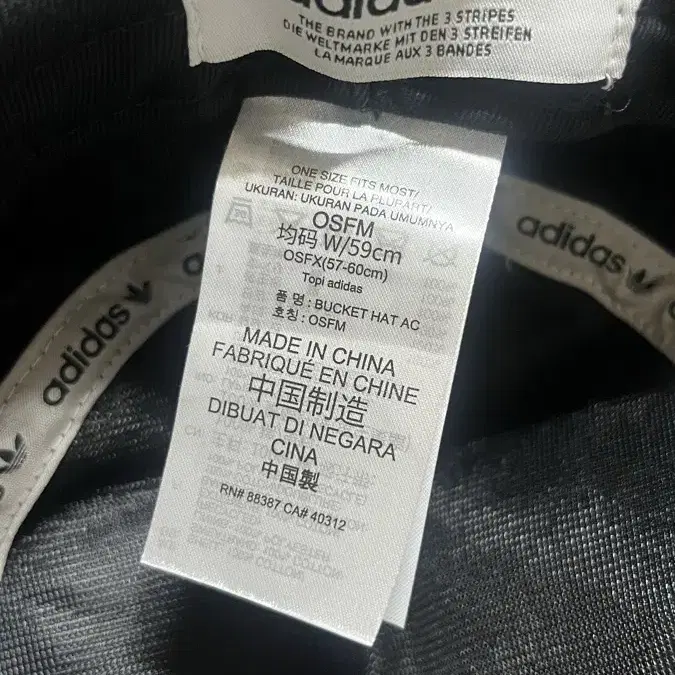 adidas
THE BRAND WITH THE 3 STRIPES
DIE WELTMARKE MIT DEN 3 STREIFEN
LA MARQUE AUX 3 BANDES
ONE SIZE FITS MOST/
TAILLE POUR LA PLUPART/
UKURAN: UKURAN PADA UMUMNYA
OSFM
均码 W/59cm
OSFX(57-60cm)
Topi adidas
품 명 : BUCKET HAT AC
호칭 : OSFM
MADE IN CHINA
FABRIQUÉ EN CHINE
中国制造
DIBUAT DI NEGARA
CINA
中国製
RN# 88387 CA# 40312
adidas
adidas